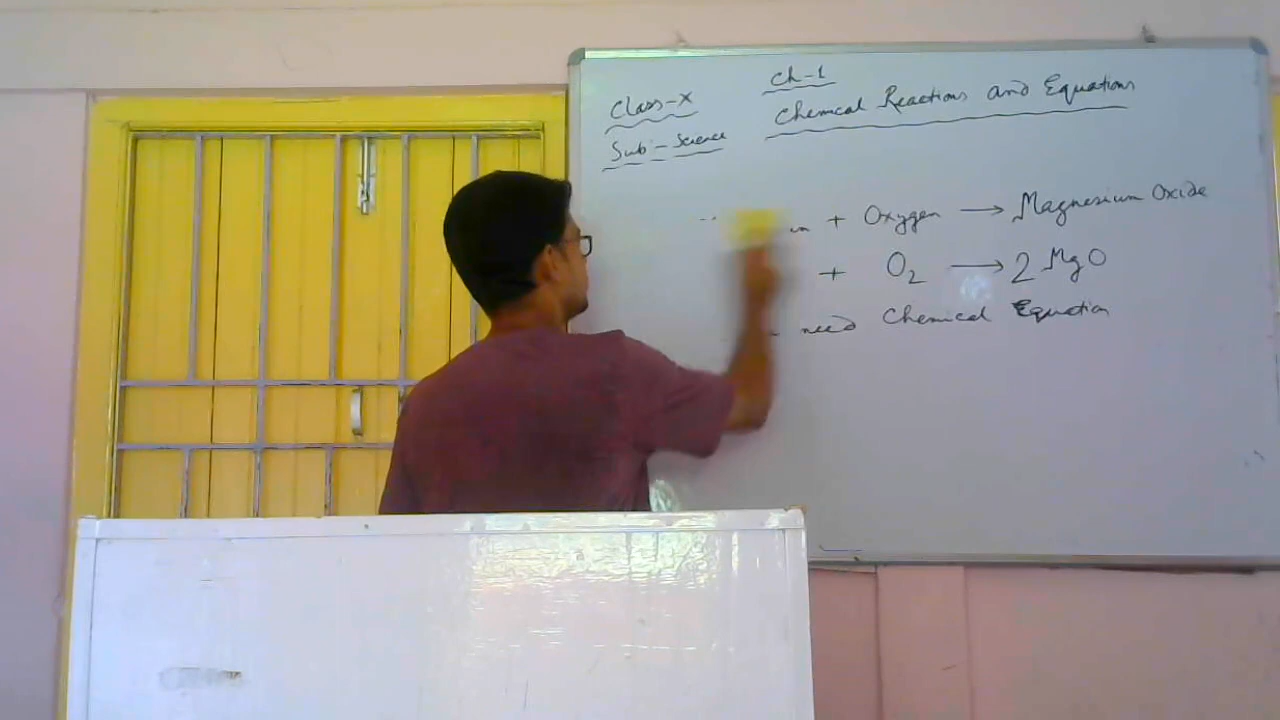 Ch-1
Class-X
Chemical Reactions and Equations
Sub:- Science
+ Oxygen → Magnesium Oxide
+ O₂ → 2 MgO
need Chemical Equation